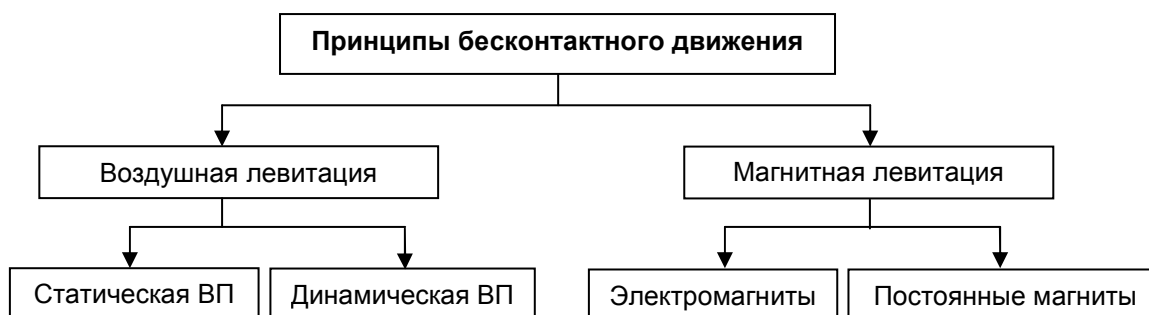 Принципы бесконтактного движения
Воздушная левитация
Магнитная левитация
Статическая ВП
Динамическая ВП
Электромагниты
Постоянные магниты